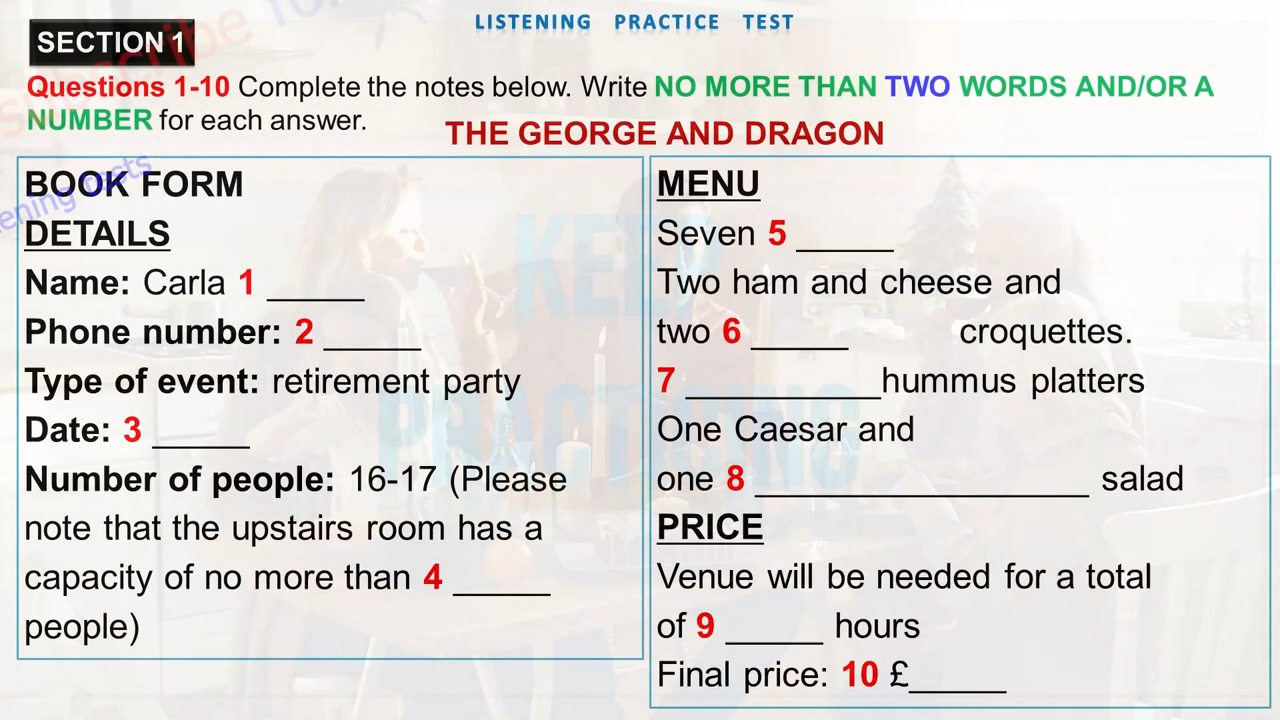 LISTENING PRACTICE TEST
SECTION 1
Questions 1-10 Complete the notes below. Write NO MORE THAN TWO WORDS AND/OR A
NUMBER for each answer.
THE GEORGE AND DRAGON
BOOK FORM
DETAILS
Name: Carla 1 _____
Phone number: 2 _____
Type of event: retirement party
Date: 3 _____
Number of people: 16-17 (Please
note that the upstairs room has a
capacity of no more than 4 _____
people)
MENU
Seven 5 _____
Two ham and cheese and
two 6 _____ croquettes.
7 __________hummus platters
One Caesar and
one 8 _________________ salad
PRICE
Venue will be needed for a total
of 9 _____ hours
Final price: 10 £_____
KEEP
PRACTICING